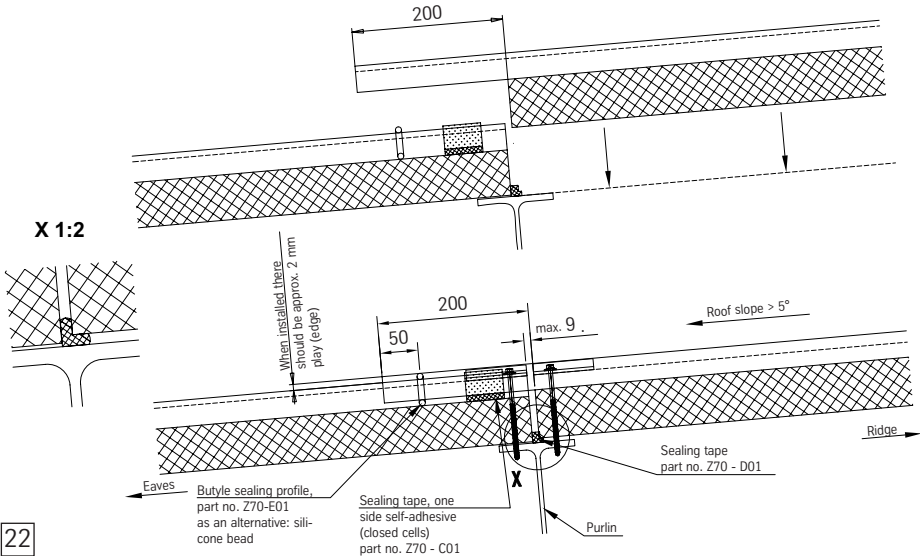 200
X 1:2
When installed there
should be approx. 2 mm
play (edge)
200
50
max. 9 .
Roof slope > 5°
Ridge
Sealing tape
part no. Z70 - D01
Eaves
Butyle sealing profile,
part no. Z70-E01
as an alternative: sili-
cone bead
Sealing tape, one
side self-adhesive
(closed cells)
part no. Z70 - C01
X
Purlin
22